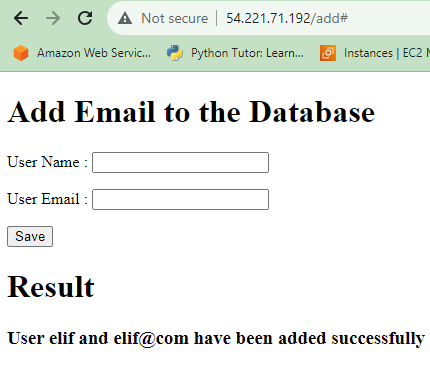 Not secure | 54.221.71.192/add#
Amazon Web Servic... Python Tutor: Learn... Instances | EC2 M
Add Email to the Database
User Name :
User Email :
Save
Result
User elif and elif@com have been added successfully